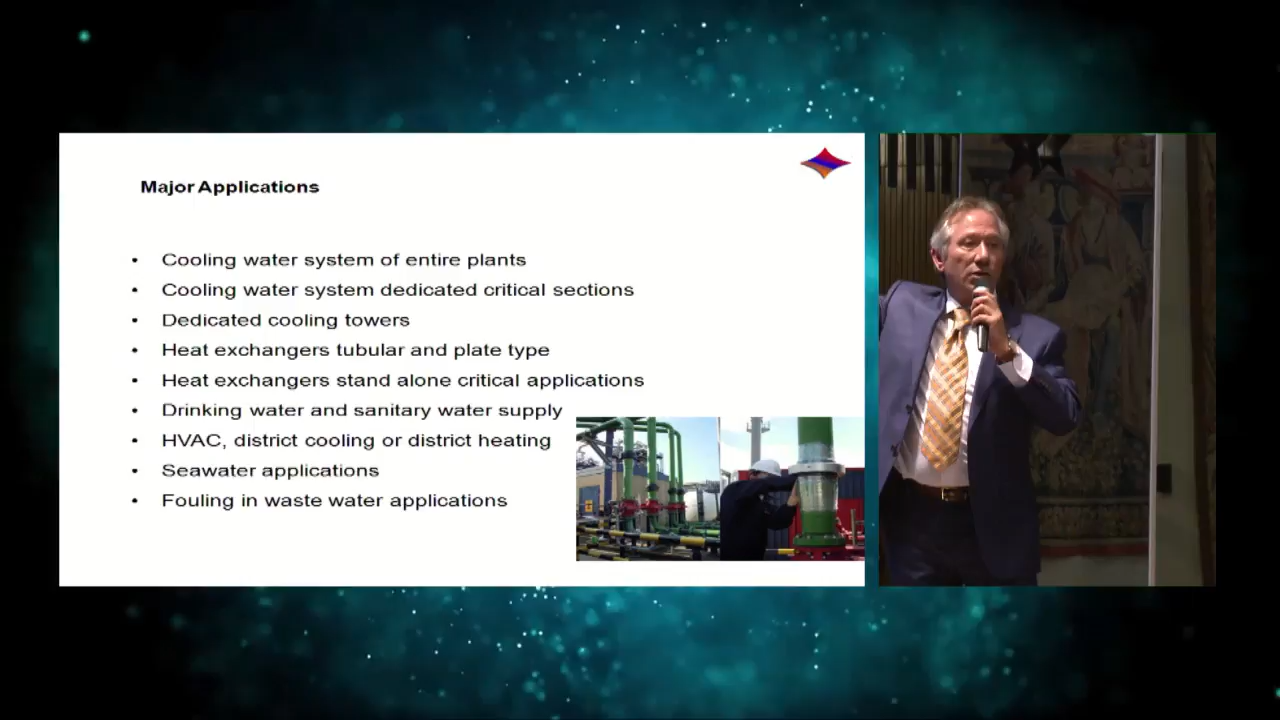 Major Applications
• Cooling water system of entire plants
• Cooling water system dedicated critical sections
• Dedicated cooling towers
• Heat exchangers tubular and plate type
• Heat exchangers stand alone critical applications
• Drinking water and sanitary water supply
• HVAC, district cooling or district heating
• Seawater applications
• Fouling in waste water applications